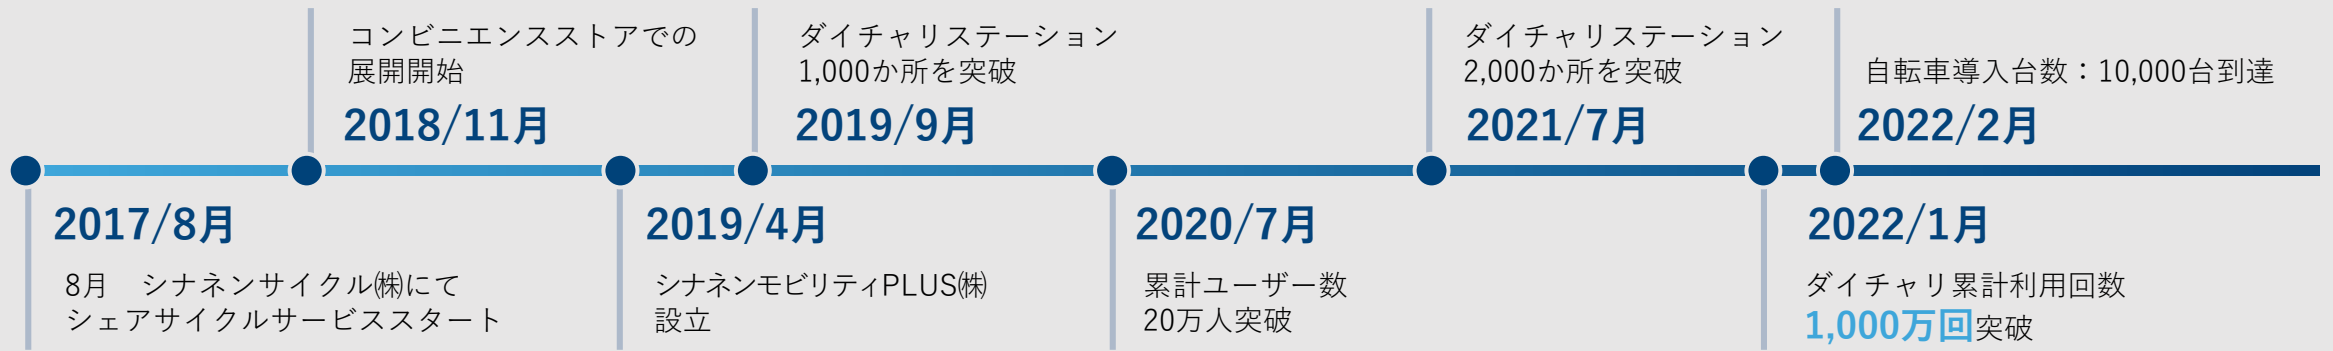 コンビニエンスストアでの
展開開始
2018/11月
ダイチャリステーション
1,000か所を突破
2019/9月
ダイチャリステーション
2,000か所を突破
2021/7月
自転車導入台数：10,000台到達
2022/2月
2017/8月
8月　シナネンサイクル㈱にて
シェアサイクルサービススタート
2019/4月
シナネンモビリティPLUS㈱
設立
2020/7月
累計ユーザー数
20万人突破
2022/1月
ダイチャリ累計利用回数
1,000万回突破